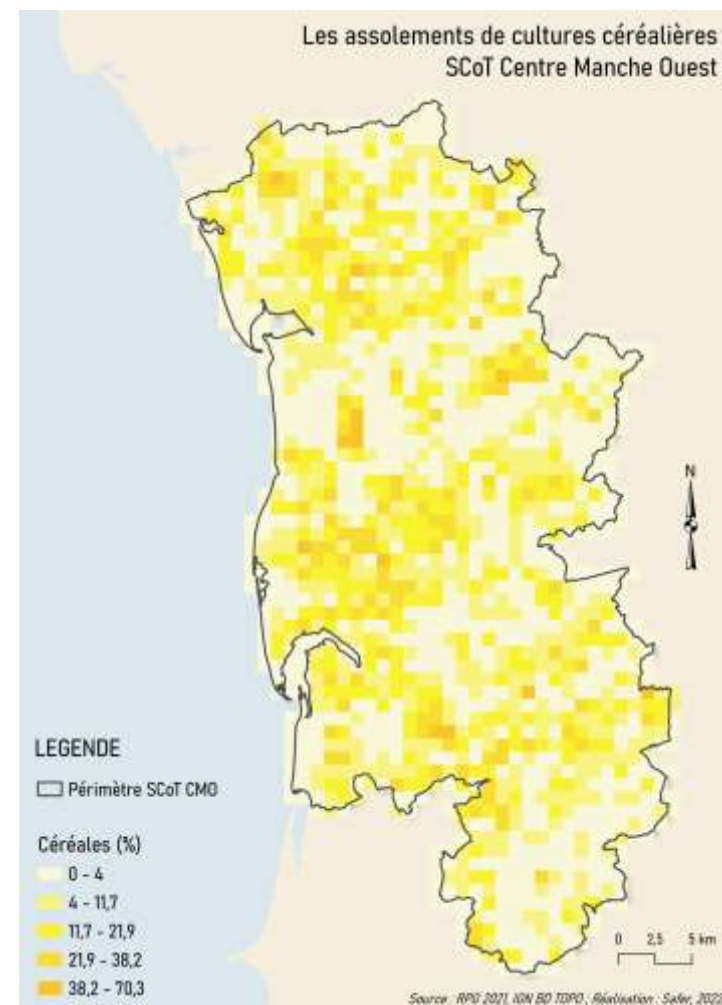 Les assolements de cultures céréalières
SCoT Centre Manche Ouest
N
LEGENDE
Périmètre SCoT CMO
Céréales (%)
0 - 4
4 - 11,7
11,7 - 21,9
21,9 - 38,2
38,2 - 70,3
0 2,5 5 km
Source : RPG 2021, IGN BD TOPO ; Réalisation : Safer,